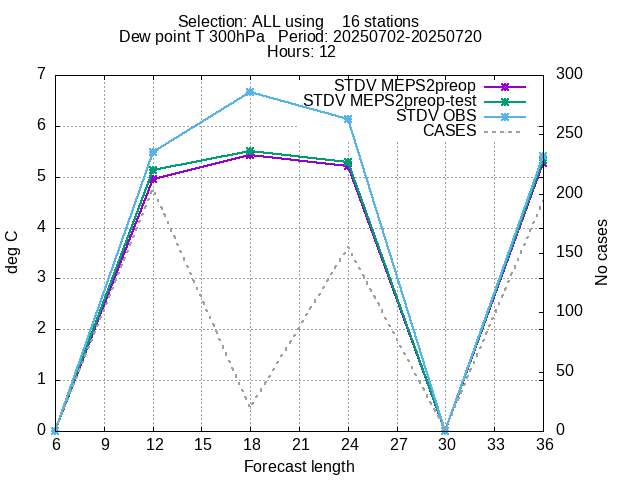 Selection: ALL using    16 stations
Dew point T 300hPa   Period: 20250702-20250720
Hours: 12
STDV MEPS2preop
STDV MEPS2preop-test
STDV OBS
CASES
deg C
7
6
5
4
3
2
1
0
No cases
300
250
200
150
100
50
0
6 9 12 15 18 21 24 27 30 33 36
Forecast length